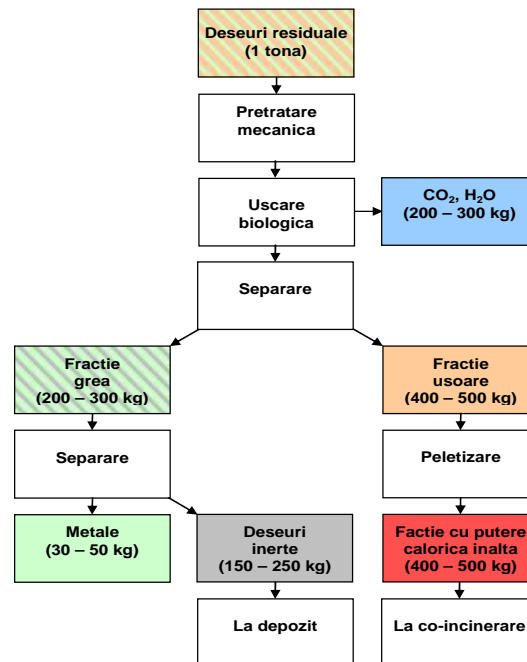 Deseuri residuale
(1 tona)
Pretratare
mecanica
Uscare
biologica
CO₂, H₂O
(200 – 300 kg)
Separare
Fractie
grea
(200 – 300 kg)
Fractie
usoare
(400 – 500 kg)
Separare
Peletizare
Metale
(30 – 50 kg)
Deseuri
inerte
(150 – 250 kg)
Factie cu putere
calorica inalta
(400 – 500 kg)
La depozit
La co-incinerare